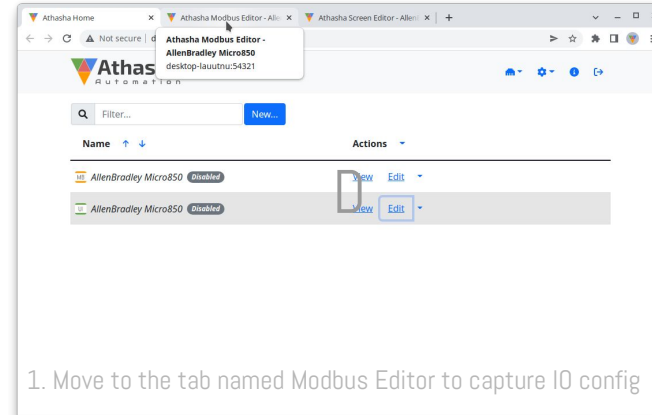 Athasha Home
Athasha Modbus Editor - Alle
Athasha Screen Editor - Allen
Not secure d
Athasha Modbus Editor -
AllenBradley Micro850
desktop-lauutnu:54321
Athas
Automation
Filter...
New...
Name
Actions
MB
AllenBradley Micro850
Disabled
View
Edit
AllenBradley Micro850
Disabled
View
Edit
D
1. Move to the tab named Modbus Editor to capture IO config